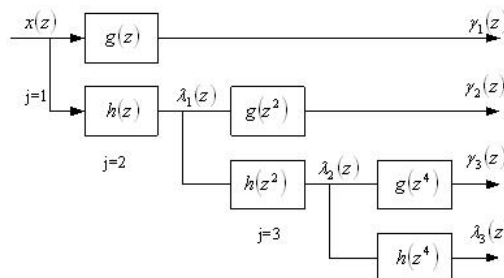 x(z)
g(z)
γ₁(z)
j=1
h(z)
λ₁(z)
g(z²)
γ₂(z)
j=2
h(z²)
λ₂(z)
g(z⁴)
γ₃(z)
j=3
h(z⁴)
λ₃(z